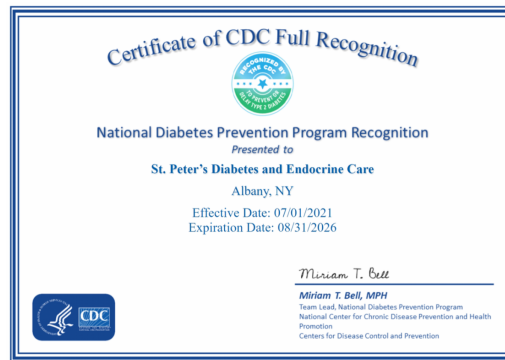 Certificate of CDC Full Recognition
RECOGNIZED BY
THE CDC
TO PREVENT OR
DELAY TYPE 2 DIABETES
National Diabetes Prevention Program Recognition
Presented to
St. Peter's Diabetes and Endocrine Care
Albany, NY
Effective Date: 07/01/2021
Expiration Date: 08/31/2026
Miriam T. Bell
Miriam T. Bell, MPH
Team Lead, National Diabetes Prevention Program
National Center for Chronic Disease Prevention and Health
Promotion
Centers for Disease Control and Prevention
CDC